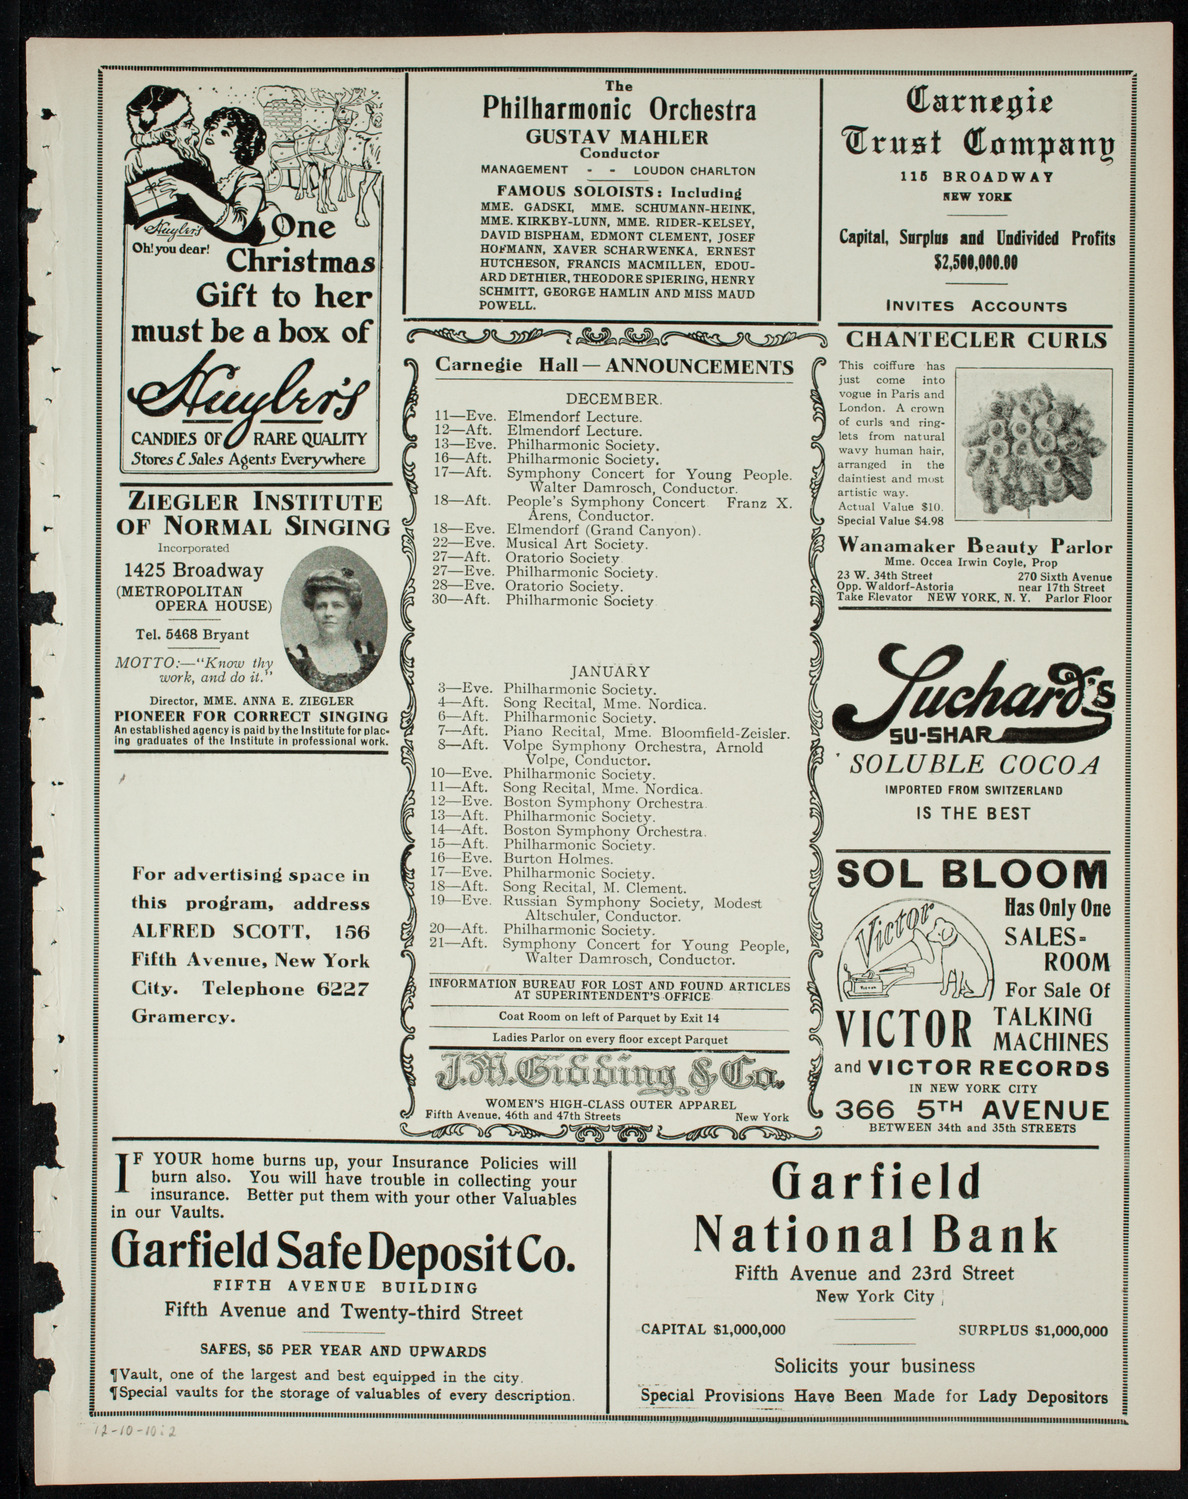 Huyler's
Oh! you dear!
One
Christmas
Gift to her
must be a box of
Huyler's
CANDIES OF RARE QUALITY
Stores & Sales Agents Everywhere
ZIEGLER INSTITUTE
OF NORMAL SINGING
Incorporated
1425 Broadway
(METROPOLITAN
OPERA HOUSE)
Tel. 5468 Bryant
MOTTO:—"Know thy
work, and do it."
Director, MME. ANNA E. ZIEGLER
PIONEER FOR CORRECT SINGING
An established agency is paid by the Institute for plac-
ing graduates of the Institute in professional work.
For advertising space in
this program, address
ALFRED SCOTT, 156
Fifth Avenue, New York
City. Telephone 6227
Gramercy.
The
Philharmonic Orchestra
GUSTAV MAHLER
Conductor
MANAGEMENT - - LOUDON CHARLTON
FAMOUS SOLOISTS: Including
MME. GADSKI, MME. SCHUMANN-HEINK,
MME. KIRKBY-LUNN, MME. RIDER-KELSEY,
DAVID BISPHAM, EDMONT CLEMENT, JOSEF
HOFMANN, XAVER SCHARWENKA, ERNEST
HUTCHESON, FRANCIS MACMILLEN, EDOU-
ARD DETHIER, THEODORE SPIERING, HENRY
SCHMITT, GEORGE HAMLIN AND MISS MAUD
POWELL.
Carnegie Hall—ANNOUNCEMENTS
DECEMBER.
11—Eve. Elmendorf Lecture.
12—Aft. Elmendorf Lecture.
13—Eve. Philharmonic Society.
16—Aft. Philharmonic Society.
17—Aft. Symphony Concert for Young People.
Walter Damrosch, Conductor.
18—Aft. People's Symphony Concert Franz X.
Arens, Conductor.
18—Eve. Elmendorf (Grand Canyon).
22—Eve. Musical Art Society.
27—Aft. Oratorio Society
27—Eve. Philharmonic Society.
28—Eve. Oratorio Society.
30—Aft. Philharmonic Society
JANUARY
3—Eve. Philharmonic Society.
4—Aft. Song Recital, Mme. Nordica.
6—Aft. Philharmonic Society.
7—Aft. Piano Recital, Mme. Bloomfield-Zeisler.
8—Aft. Volpe Symphony Orchestra, Arnold
Volpe, Conductor.
10—Eve. Philharmonic Society.
11—Aft. Song Recital, Mme. Nordica.
12—Eve. Boston Symphony Orchestra.
13—Aft. Philharmonic Society.
14—Aft. Boston Symphony Orchestra.
15—Aft. Philharmonic Society.
16—Eve. Burton Holmes.
17—Eve. Philharmonic Society.
18—Aft. Song Recital, M. Clement.
19—Eve. Russian Symphony Society, Modest
Altschuler, Conductor.
20—Aft. Philharmonic Society.
21—Aft. Symphony Concert for Young People,
Walter Damrosch, Conductor.
INFORMATION BUREAU FOR LOST AND FOUND ARTICLES
AT SUPERINTENDENT'S OFFICE
Coat Room on left of Parquet by Exit 14
Ladies Parlor on every floor except Parquet
J.M. Gidding & Co.
WOMEN'S HIGH-CLASS OUTER APPAREL
Fifth Avenue, 46th and 47th Streets New York
Carnegie
Trust Company
115 BROADWAY
NEW YORK
Capital, Surplus and Undivided Profits
$2,500,000.00
INVITES ACCOUNTS
CHANTECLER CURLS
This coiffure has
just come into
vogue in Paris and
London. A crown
of curls and ring-
lets from natural
wavy human hair,
arranged in the
daintiest and most
artistic way.
Actual Value $10.
Special Value $4.98
Wanamaker Beauty Parlor
Mme. Occea Irwin Coyle, Prop
23 W. 34th Street 270 Sixth Avenue
Opp. Waldorf-Astoria near 17th Street
Take Elevator NEW YORK, N. Y. Parlor Floor
Suchard's
SU-SHAR
SOLUBLE COCOA
IMPORTED FROM SWITZERLAND
IS THE BEST
SOL BLOOM
Victor
Has Only One
SALES-
ROOM
For Sale Of
VICTOR TALKING
MACHINES
and VICTOR RECORDS
IN NEW YORK CITY
366 5TH AVENUE
BETWEEN 34th and 35th STREETS
IF YOUR home burns up, your Insurance Policies will
burn also. You will have trouble in collecting your
insurance. Better put them with your other Valuables
in our Vaults.
Garfield Safe Deposit Co.
FIFTH AVENUE BUILDING
Fifth Avenue and Twenty-third Street
SAFES, $5 PER YEAR AND UPWARDS
¶Vault, one of the largest and best equipped in the city.
¶Special vaults for the storage of valuables of every description.
Garfield
National Bank
Fifth Avenue and 23rd Street
New York City
CAPITAL $1,000,000 SURPLUS $1,000,000
Solicits your business
Special Provisions Have Been Made for Lady Depositors
12-10-10:2